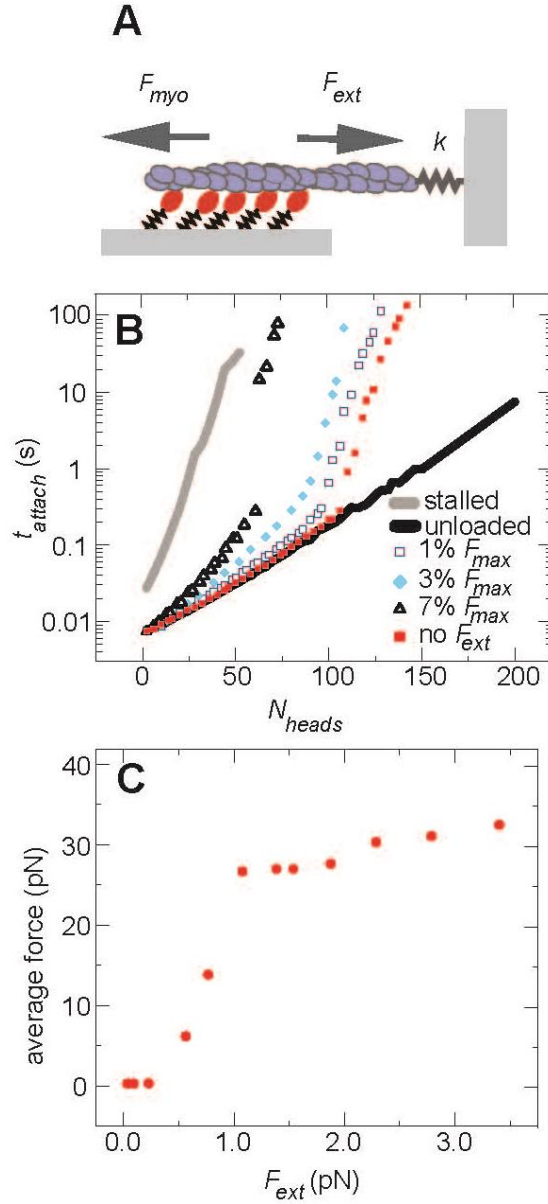 A
F_myo
F_ext
k
B
100
10
1
0.1
0.01
t_attach (s)
stalled
unloaded
1% F_max
3% F_max
7% F_max
no F_ext
0 50 100 150 200
N_heads
C
40
30
20
10
0
average force (pN)
0.0 1.0 2.0 3.0
F_ext (pN)